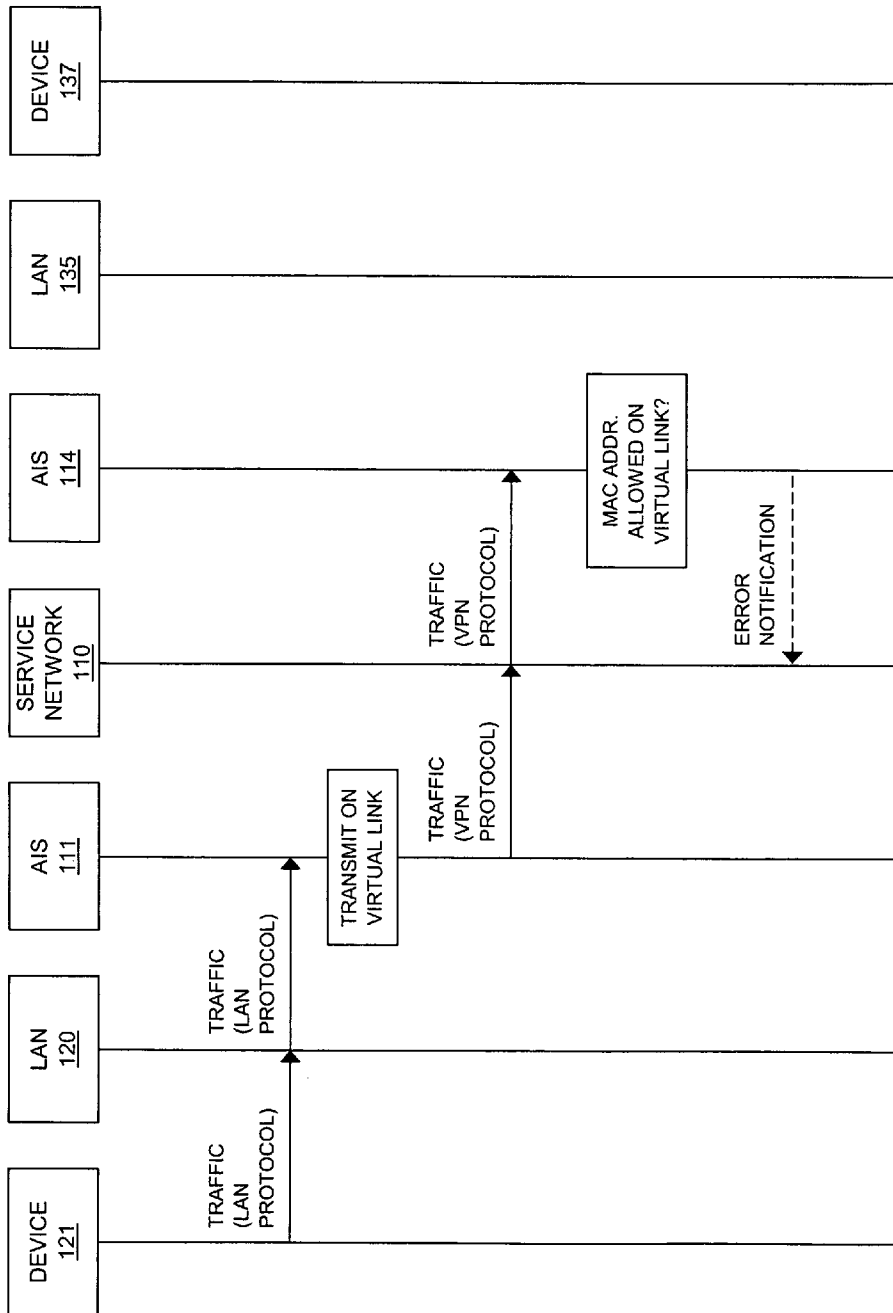 DEVICE
121
LAN
120
AIS
111
SERVICE
NETWORK
110
AIS
114
LAN
135
DEVICE
137
TRAFFIC
(LAN
PROTOCOL)
TRAFFIC
(LAN
PROTOCOL)
TRANSMIT ON
VIRTUAL LINK
TRAFFIC
(VPN
PROTOCOL)
TRAFFIC
(VPN
PROTOCOL)
MAC ADDR.
ALLOWED ON
VIRTUAL LINK?
ERROR
NOTIFICATION